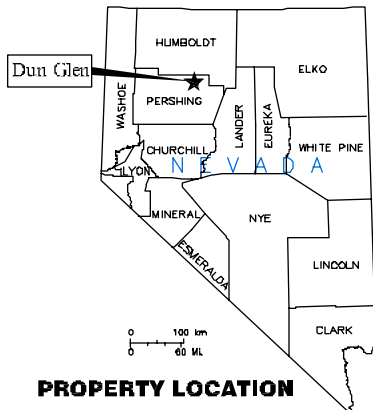 HUMBOLDT
ELKO
Dun Glen
WASHOE
PERSHING
LANDER
EUREKA
CHURCHILL
WHITE PINE
NEVADA
LYON
MINERAL
NYE
ESMERALDA
LINCOLN
CLARK
0 100 km
0 60 MI.
PROPERTY LOCATION